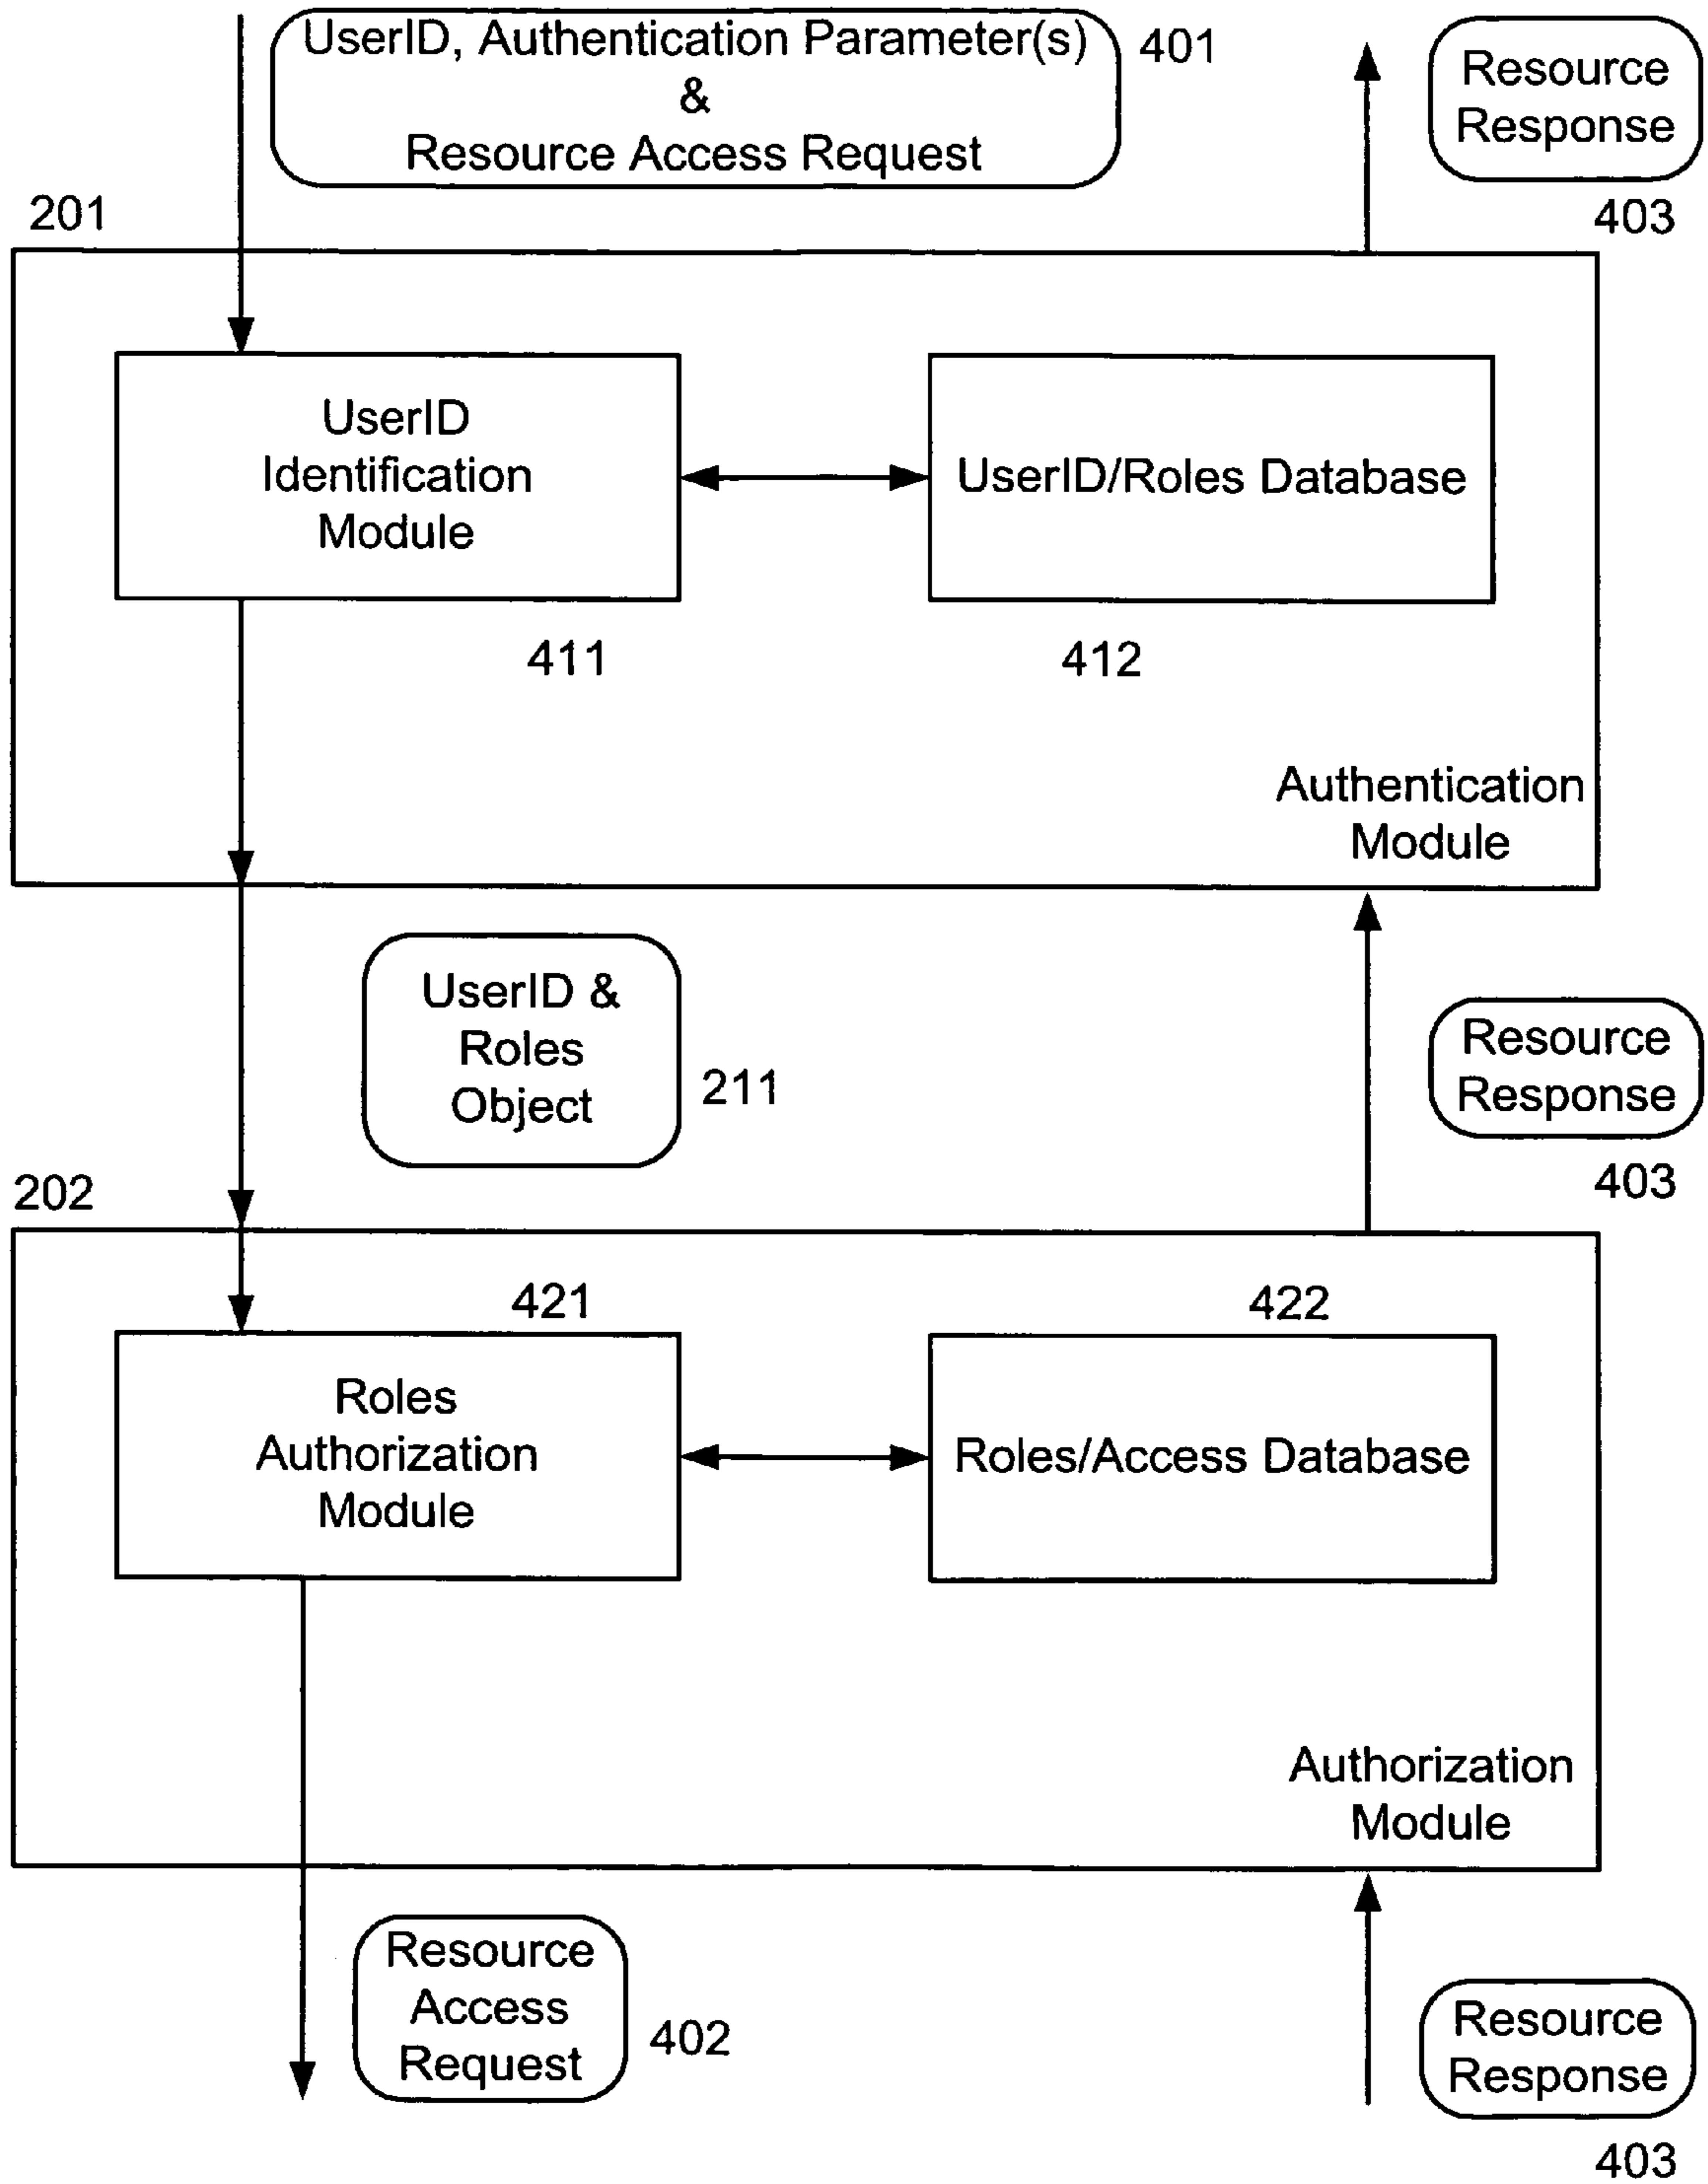 UserID, Authentication Parameter(s)
&
Resource Access Request
401
Resource
Response
403
201
UserID
Identification
Module
411
UserID/Roles Database
412
Authentication
Module
UserID &
Roles
Object
211
Resource
Response
403
202
421
Roles
Authorization
Module
422
Roles/Access Database
Authorization
Module
Resource
Access
Request
402
Resource
Response
403